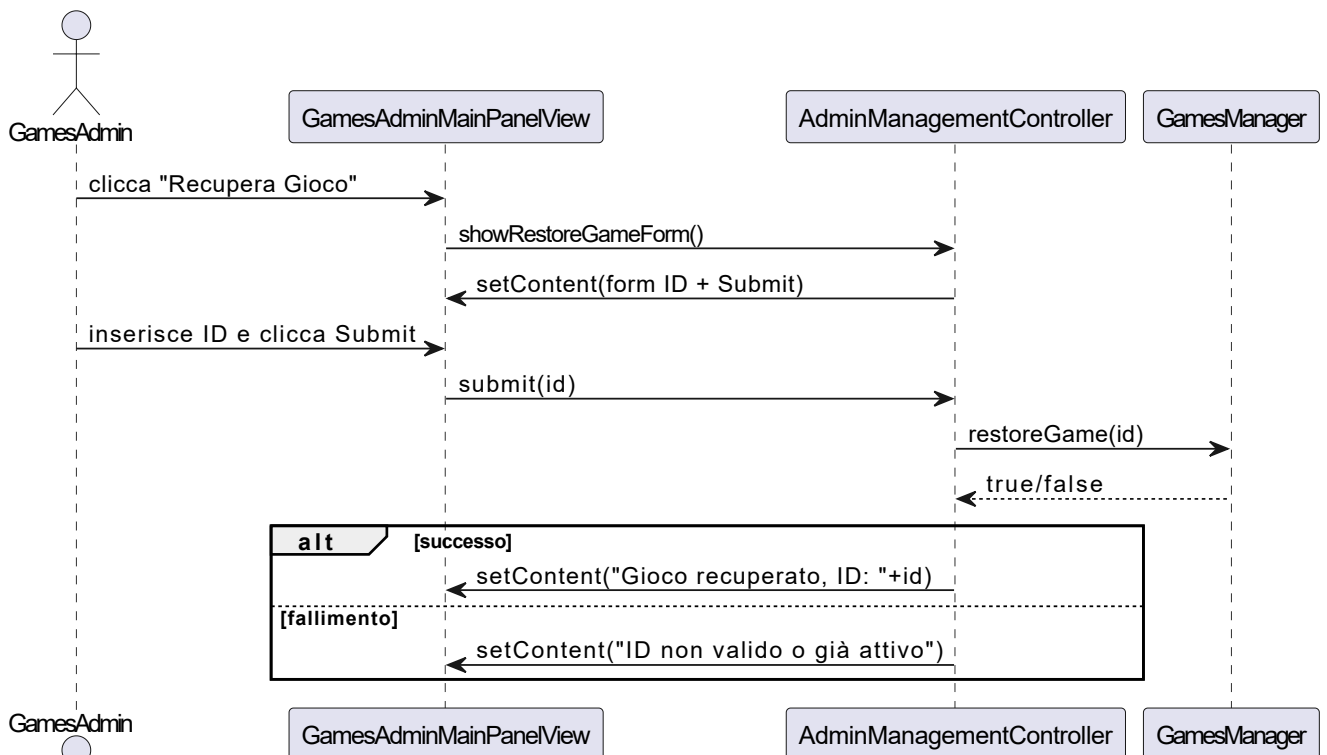 GamesAdmin
GamesAdminMainPanelView
AdminManagementController
GamesManager
clicca "Recupera Gioco"
showRestoreGameForm()
setContent(form ID + Submit)
inserisce ID e clicca Submit
submit(id)
restoreGame(id)
true/false
alt [successo]
setContent("Gioco recuperato, ID: "+id)
[fallimento]
setContent("ID non valido o già attivo")
GamesAdmin
GamesAdminMainPanelView
AdminManagementController
GamesManager